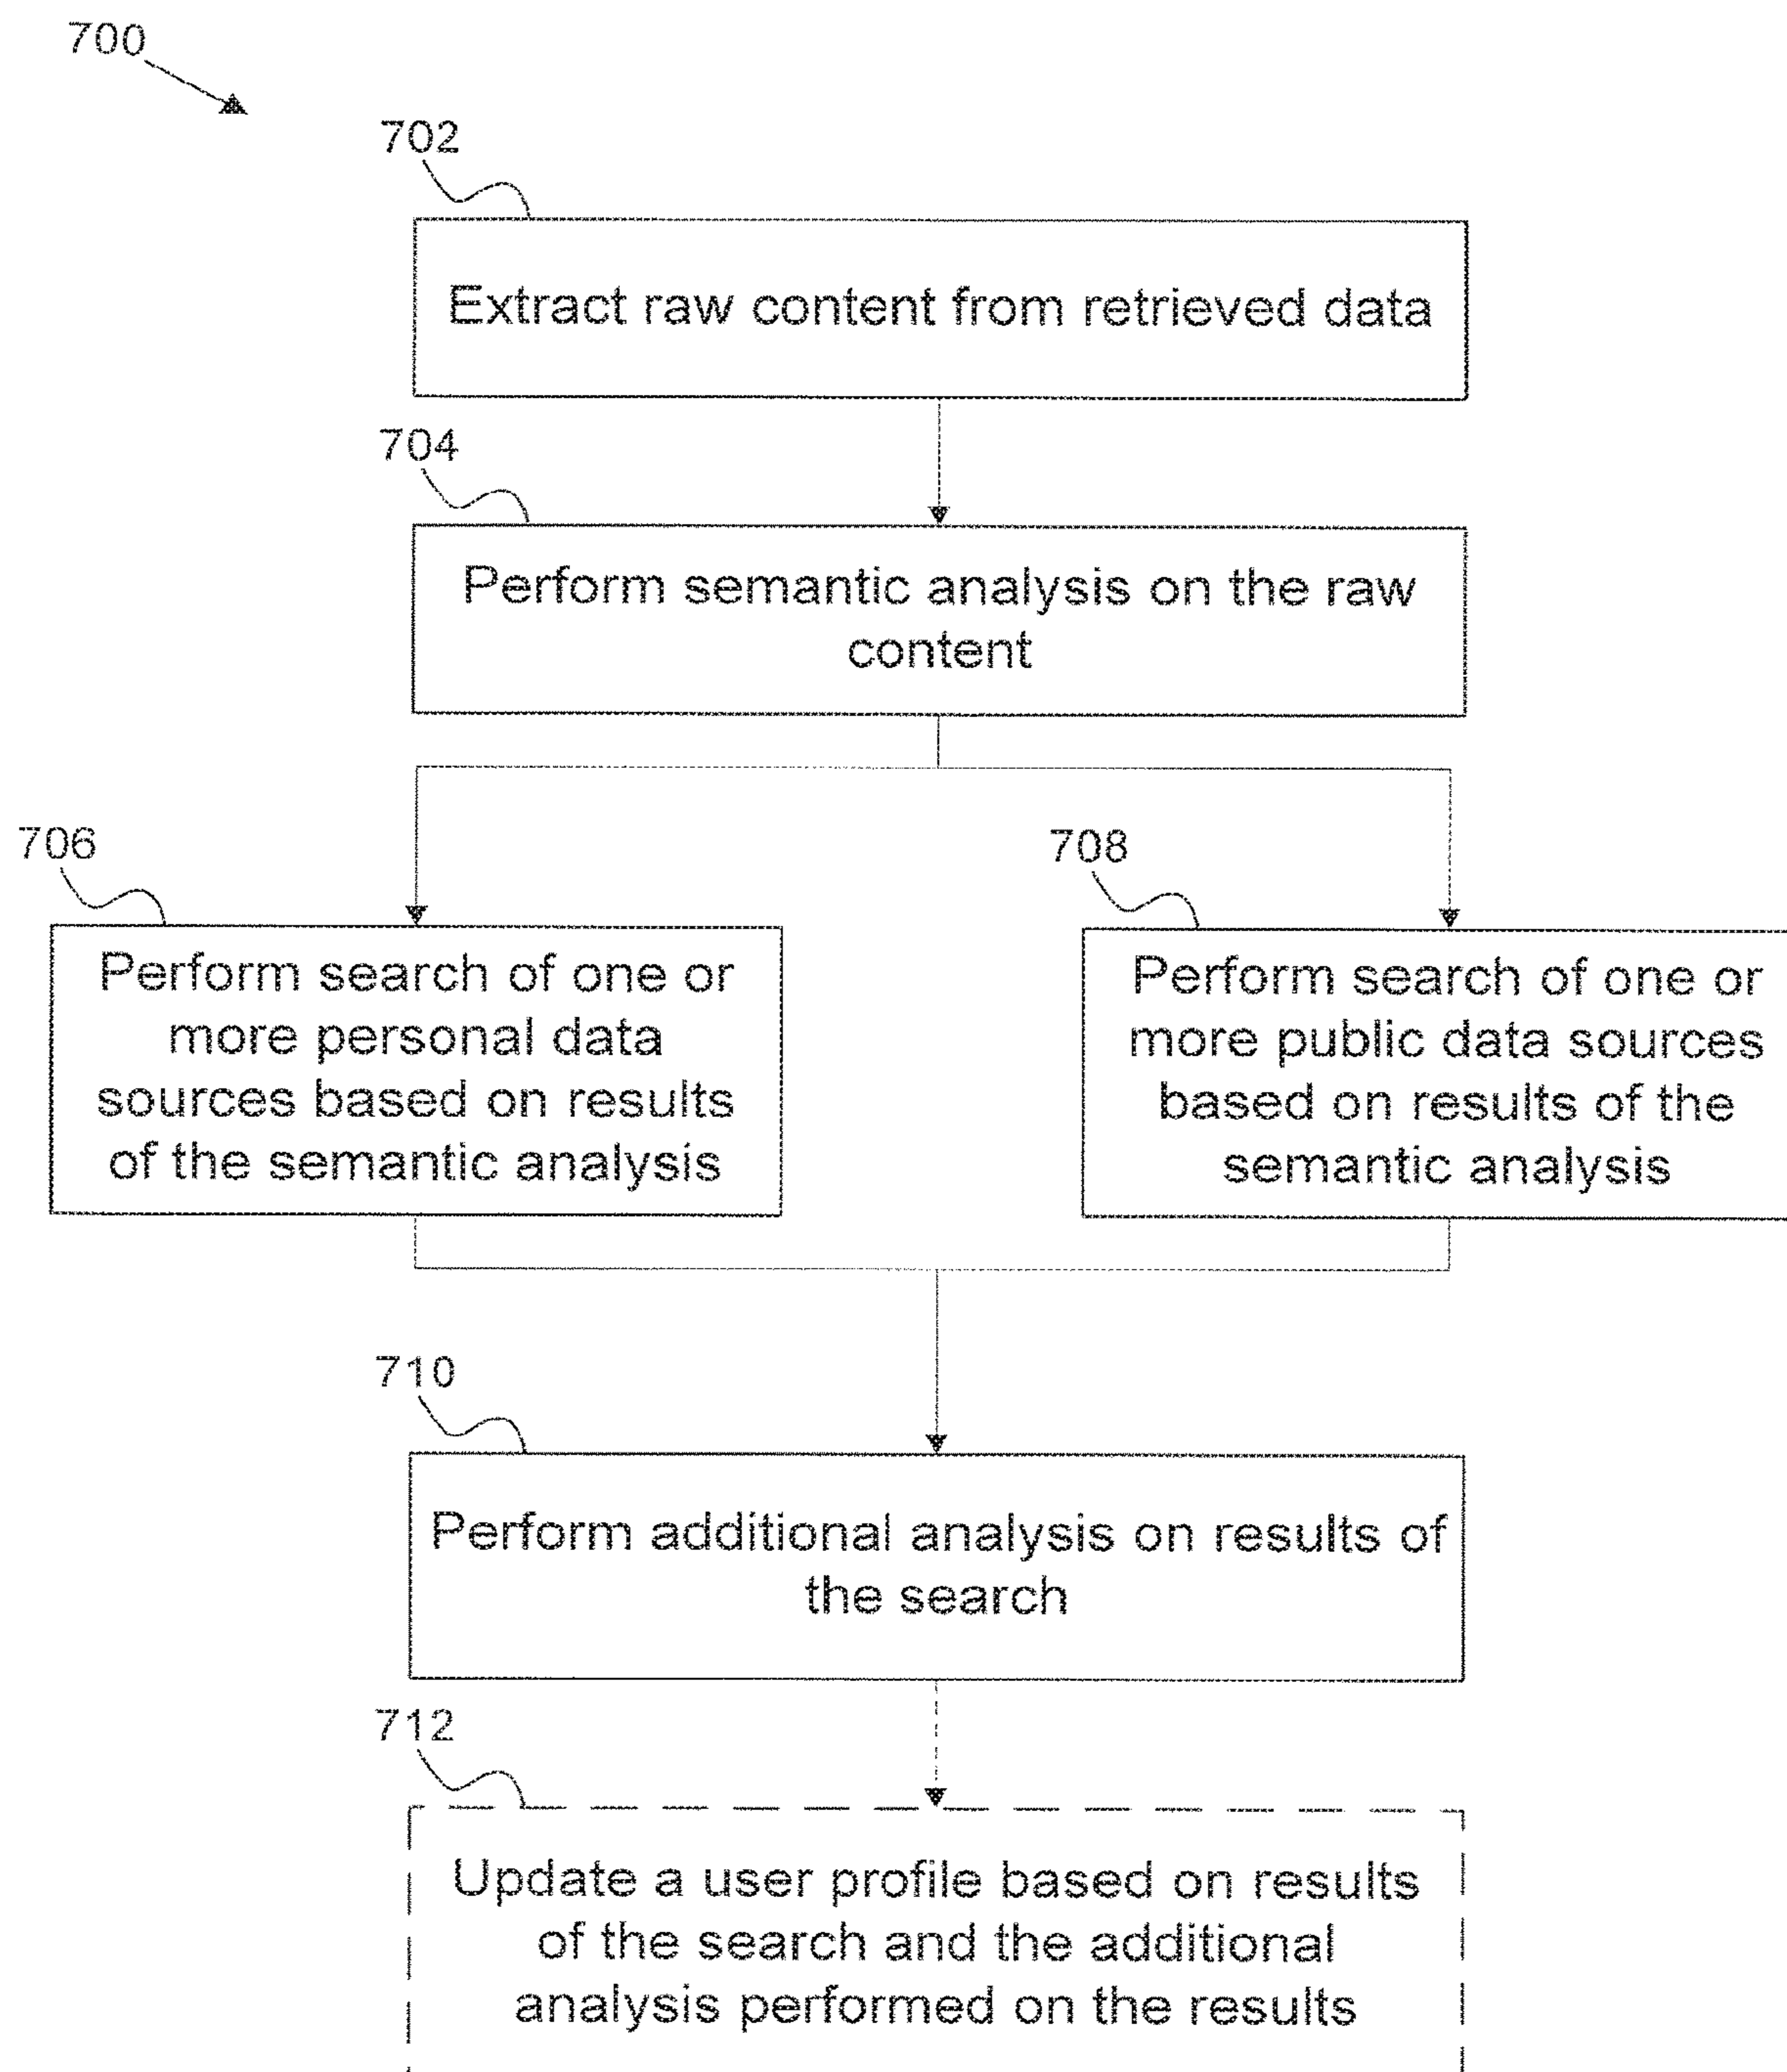 700
702
Extract raw content from retrieved data
704
Perform semantic analysis on the raw
content
706
Perform search of one or
more personal data
sources based on results
of the semantic analysis
708
Perform search of one or
more public data sources
based on results of the
semantic analysis
710
Perform additional analysis on results of
the search
712
Update a user profile based on results
of the search and the additional
analysis performed on the results